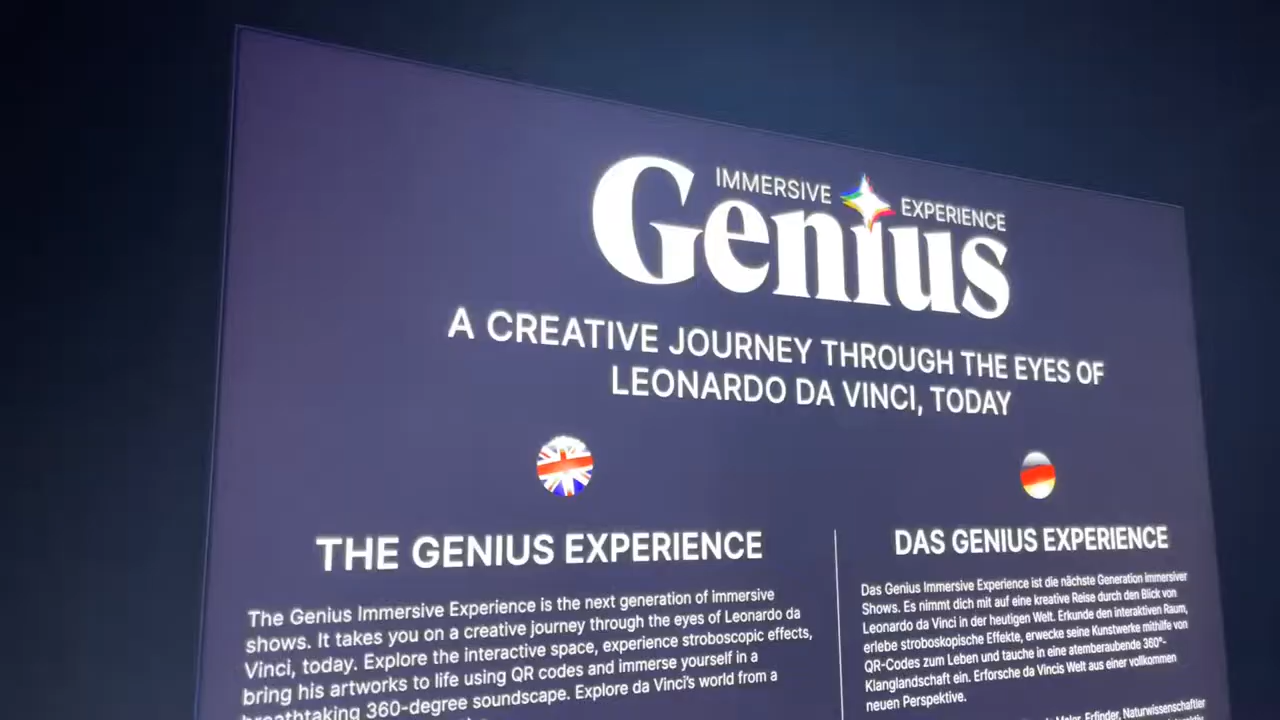 IMMERSIVE EXPERIENCE
Genius
A CREATIVE JOURNEY THROUGH THE EYES OF
LEONARDO DA VINCI, TODAY
THE GENIUS EXPERIENCE
The Genius Immersive Experience is the next generation of immersive
shows. It takes you on a creative journey through the eyes of Leonardo da
Vinci, today. Explore the interactive space, experience stroboscopic effects,
bring his artworks to life using QR codes and immerse yourself in a
breathtaking 360-degree soundscape. Explore da Vinci's world from a
DAS GENIUS EXPERIENCE
Das Genius Immersive Experience ist die nächste Generation immersiver
Shows. Es nimmt dich mit auf eine kreative Reise durch den Blick von
Leonardo da Vinci in der heutigen Welt. Erkunde den interaktiven Raum,
erlebe stroboskopische Effekte, erwecke seine Kunstwerke mithilfe von
QR-Codes zum Leben und tauche in eine atemberaubende 360°-
Klanglandschaft ein. Erforsche da Vincis Welt aus einer vollkommen
neuen Perspektive.
Maler, Erfinder, Naturwissenschaftler